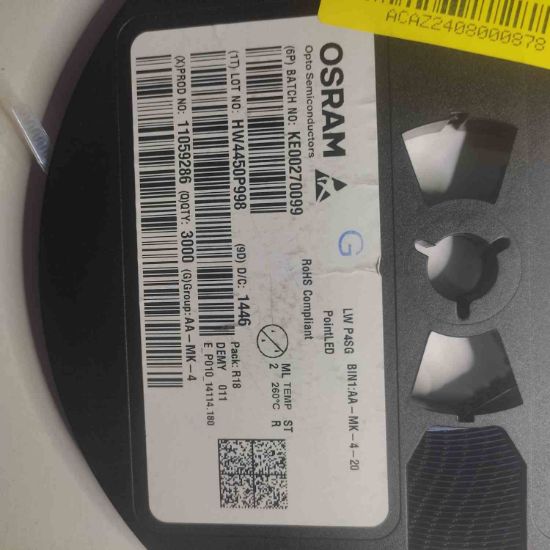 ACAZ2408000878
OSRAM
Opto Semiconductors
(6P) BATCH NO: KE00270099
(1T) LOT NO: HW4450P998 (9D) D/C: 1446
(X)PROD NO: 11059286 (Q)QTY: 3000 (G)Group: AA-MK-4
G
RoHS Compliant
LW P4SG BIN1:AA-MK-4-20
PointLED
ML TEMP ST
2 260°C R
Pack: R18
DEMY 011
E_P010_14114.180